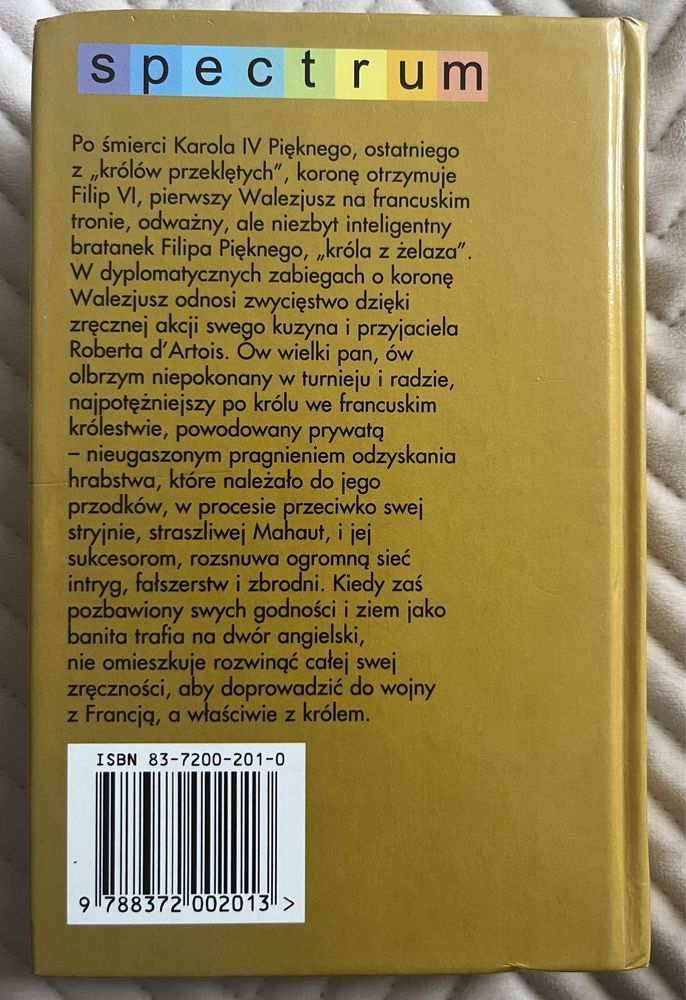 spectrum
Po śmierci Karola IV Pięknego, ostatniego
z „królów przeklętych”, koronę otrzymuje
Filip VI, pierwszy Walezjusz na francuskim
tronie, odważny, ale niezbyt inteligentny
bratanek Filipa Pięknego, „króla z żelaza”.
W dyplomatycznych zabiegach o koronę
Walezjusz odnosi zwycięstwo dzięki
zręcznej akcji swego kuzyna i przyjaciela
Roberta d’Artois. Ów wielki pan, ów
olbrzym niepokonany w turnieju i radzie,
najpotężniejszy po królu we francuskim
królestwie, powodowany prywatą
– nieugaszonym pragnieniem odzyskania
hrabstwa, które należało do jego
przodków, w procesie przeciwko swej
stryjnie, straszliwej Mahaut, i jej
sukcesorom, rozsnuwa ogromną sieć
intryg, fałszerstw i zbrodni. Kiedy zaś
pozbawiony swych godności i ziem jako
banita trafia na dwór angielski,
nie omieszkuje rozwinąć całej swej
zręczności, aby doprowadzić do wojny
z Francją, a właściwie z królem.
ISBN 83-7200-201-0
9 788372 002013 >